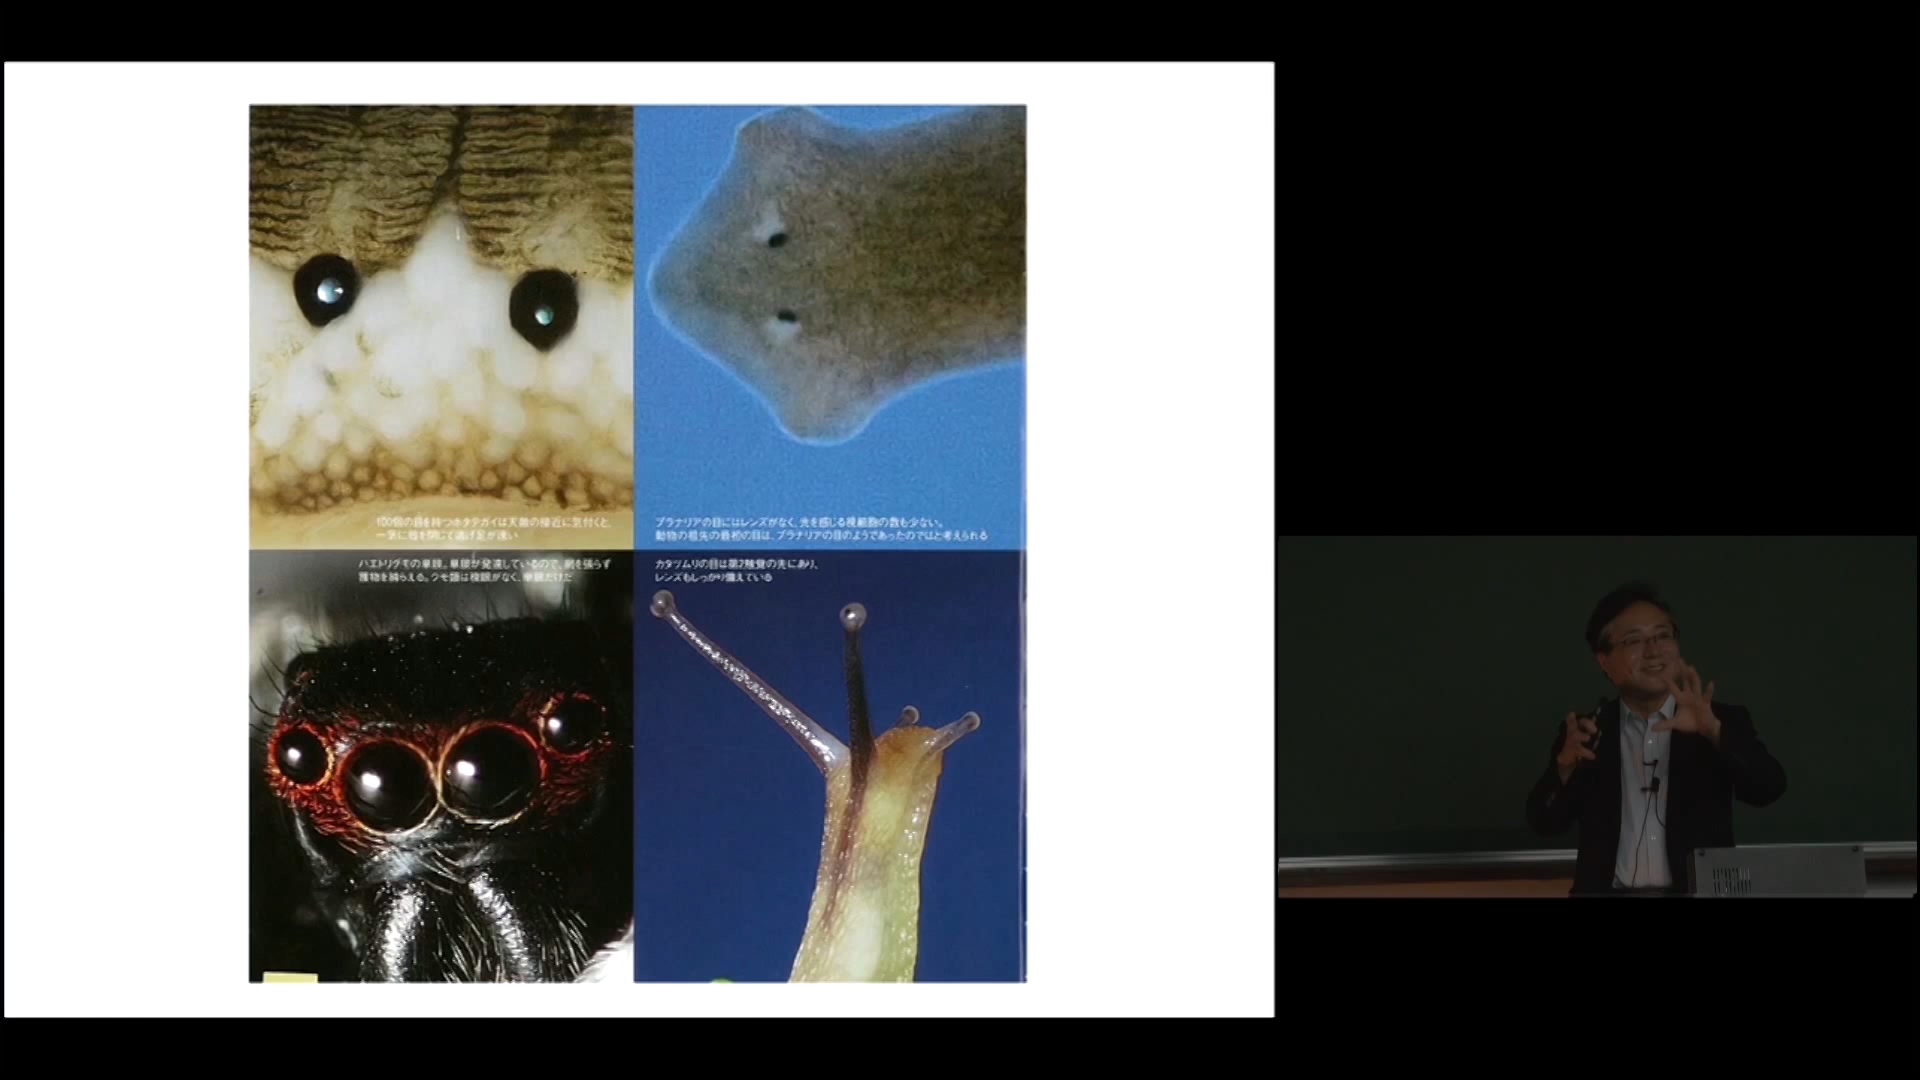 100個の目を持つホタテガイは天敵の接近に気付くと、
一斉に殻を閉じて逃げ足が速い
プラナリアの目にはレンズがなく、光を感じる視細胞の数も少ない。
動物の祖先の最初の目は、プラナリアの目のようであったのではと考えられる
ハエトリグモの単眼。単眼が発達しているので、網を張らず
獲物を捕らえる。クモ類は複眼がなく、単眼だけだ
カタツムリの目は第2触覚の先にあり、
レンズもしっかり備えている